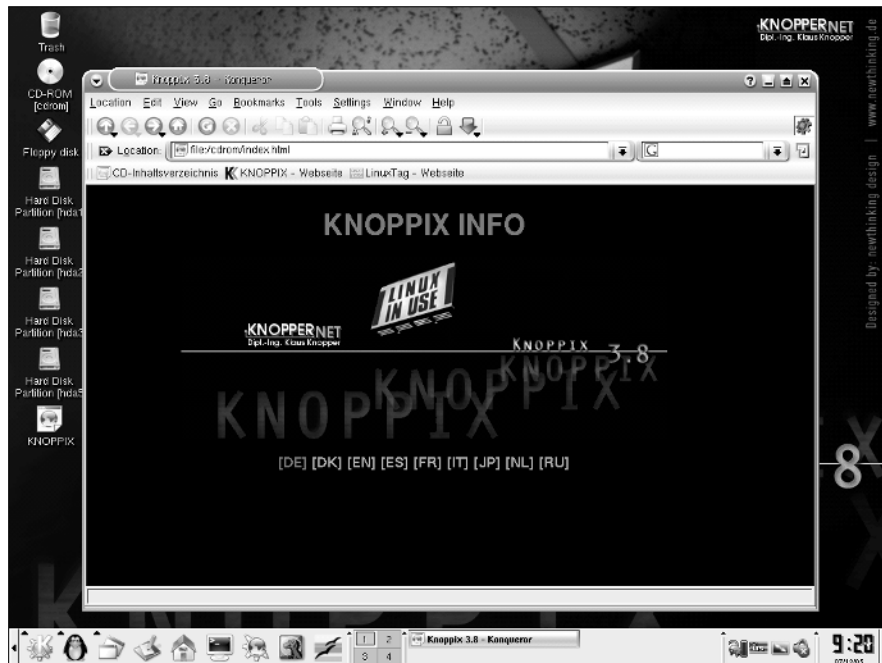 Trash
CD-ROM
[cdrom]
Floppy disk
Hard Disk
Partition [hda1
Hard Disk
Partition [hda2
Hard Disk
Partition [hda3
Hard Disk
Partition [hda5
KNOPPIX
KNOPPERNET
Dipl.-Ing. Klaus Knopper
Designed by: newthinking design | www.newthinking.de
Knoppix 3.8 - Konqueror
Location Edit View Go Bookmarks Tools Settings Window Help
Location: file:/cdrom/index.html
CD-Inhaltsverzeichnis KNOPPIX - Webseite LinuxTag - Webseite
KNOPPIX INFO
LINUX
IN USE
KNOPPERNET
Dipl.-Ing. Klaus Knopper
KNOPPIX 3.8
KNOPPIX
KNOPPIX
KNOPPIX
[DE] [DK] [EN] [ES] [FR] [IT] [JP] [NL] [RU]
8
1 2
3 4
Knoppix 3.8 - Konqueror
9:20